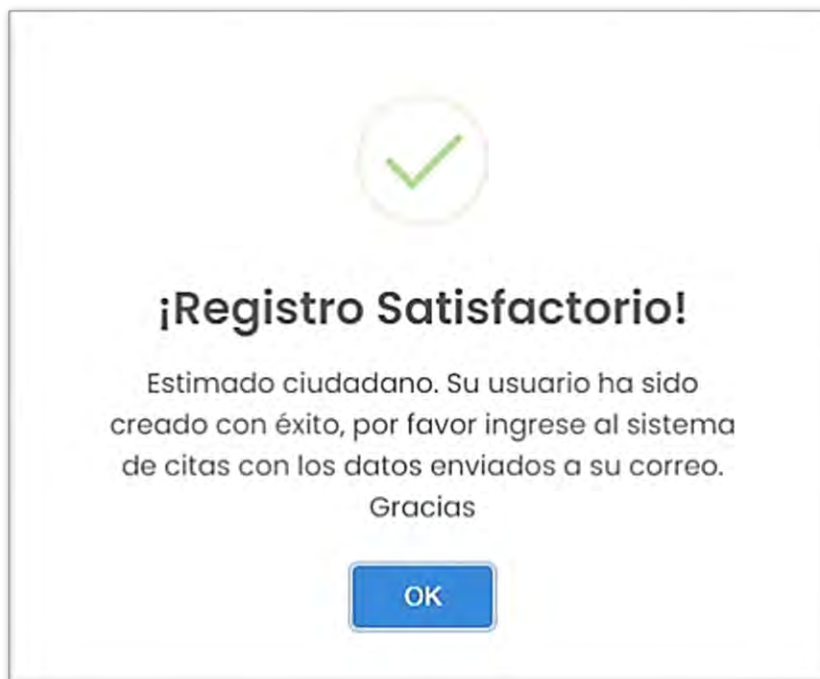 ¡Registro Satisfactorio!
Estimado ciudadano. Su usuario ha sido
creado con éxito, por favor ingrese al sistema
de citas con los datos enviados a su correo.
Gracias
OK